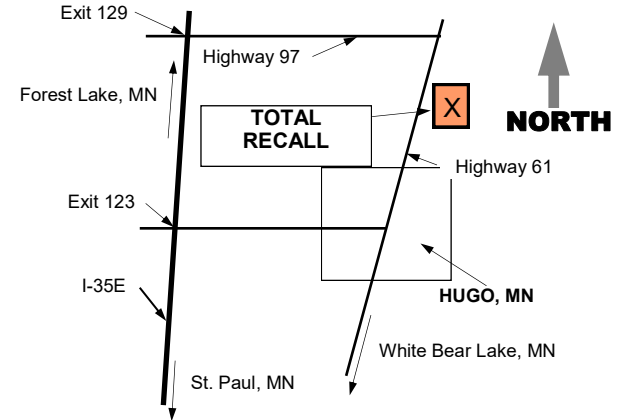 Exit 129
Highway 97
Forest Lake, MN
TOTAL
RECALL
X
NORTH
Highway 61
Exit 123
I-35E
HUGO, MN
White Bear Lake, MN
St. Paul, MN